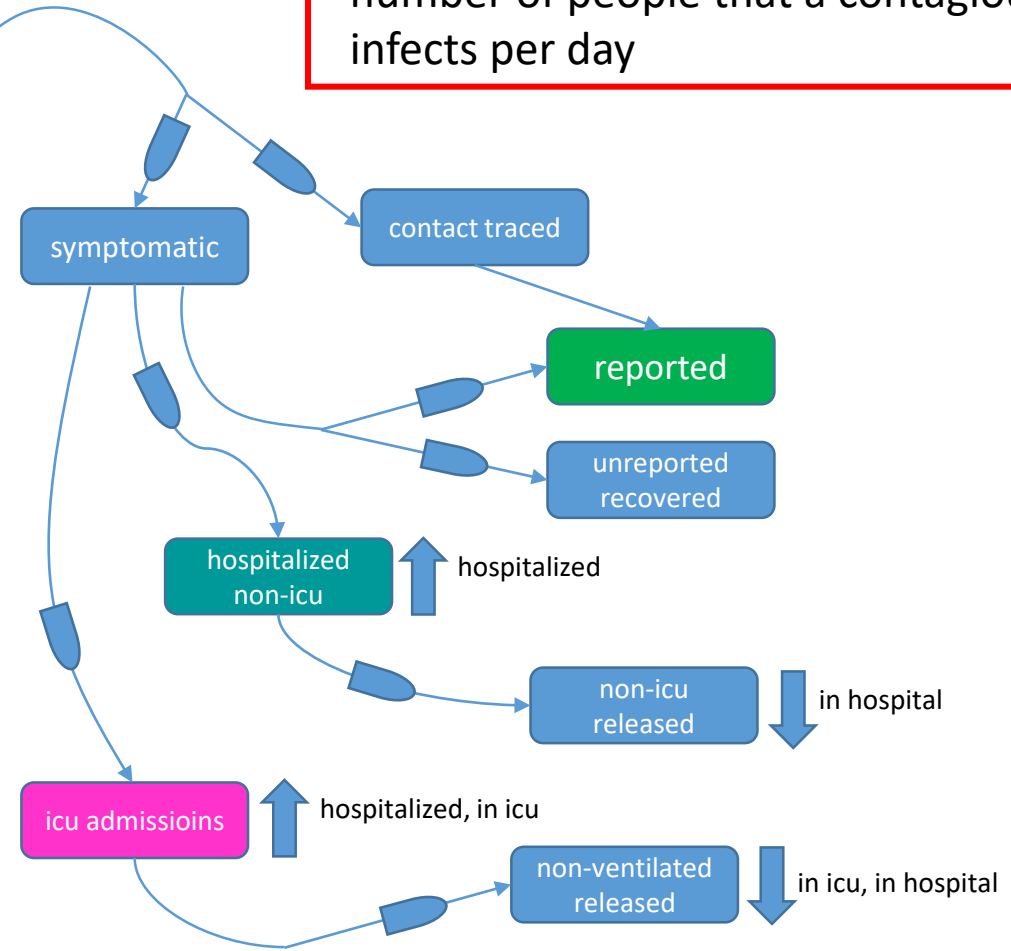 infects per day
contact traced
symptomatic
reported
unreported
recovered
hospitalized
non-icu
hospitalized
non-icu
released
in hospital
icu admissioins
hospitalized, in icu
non-ventilated
released
in icu, in hospital